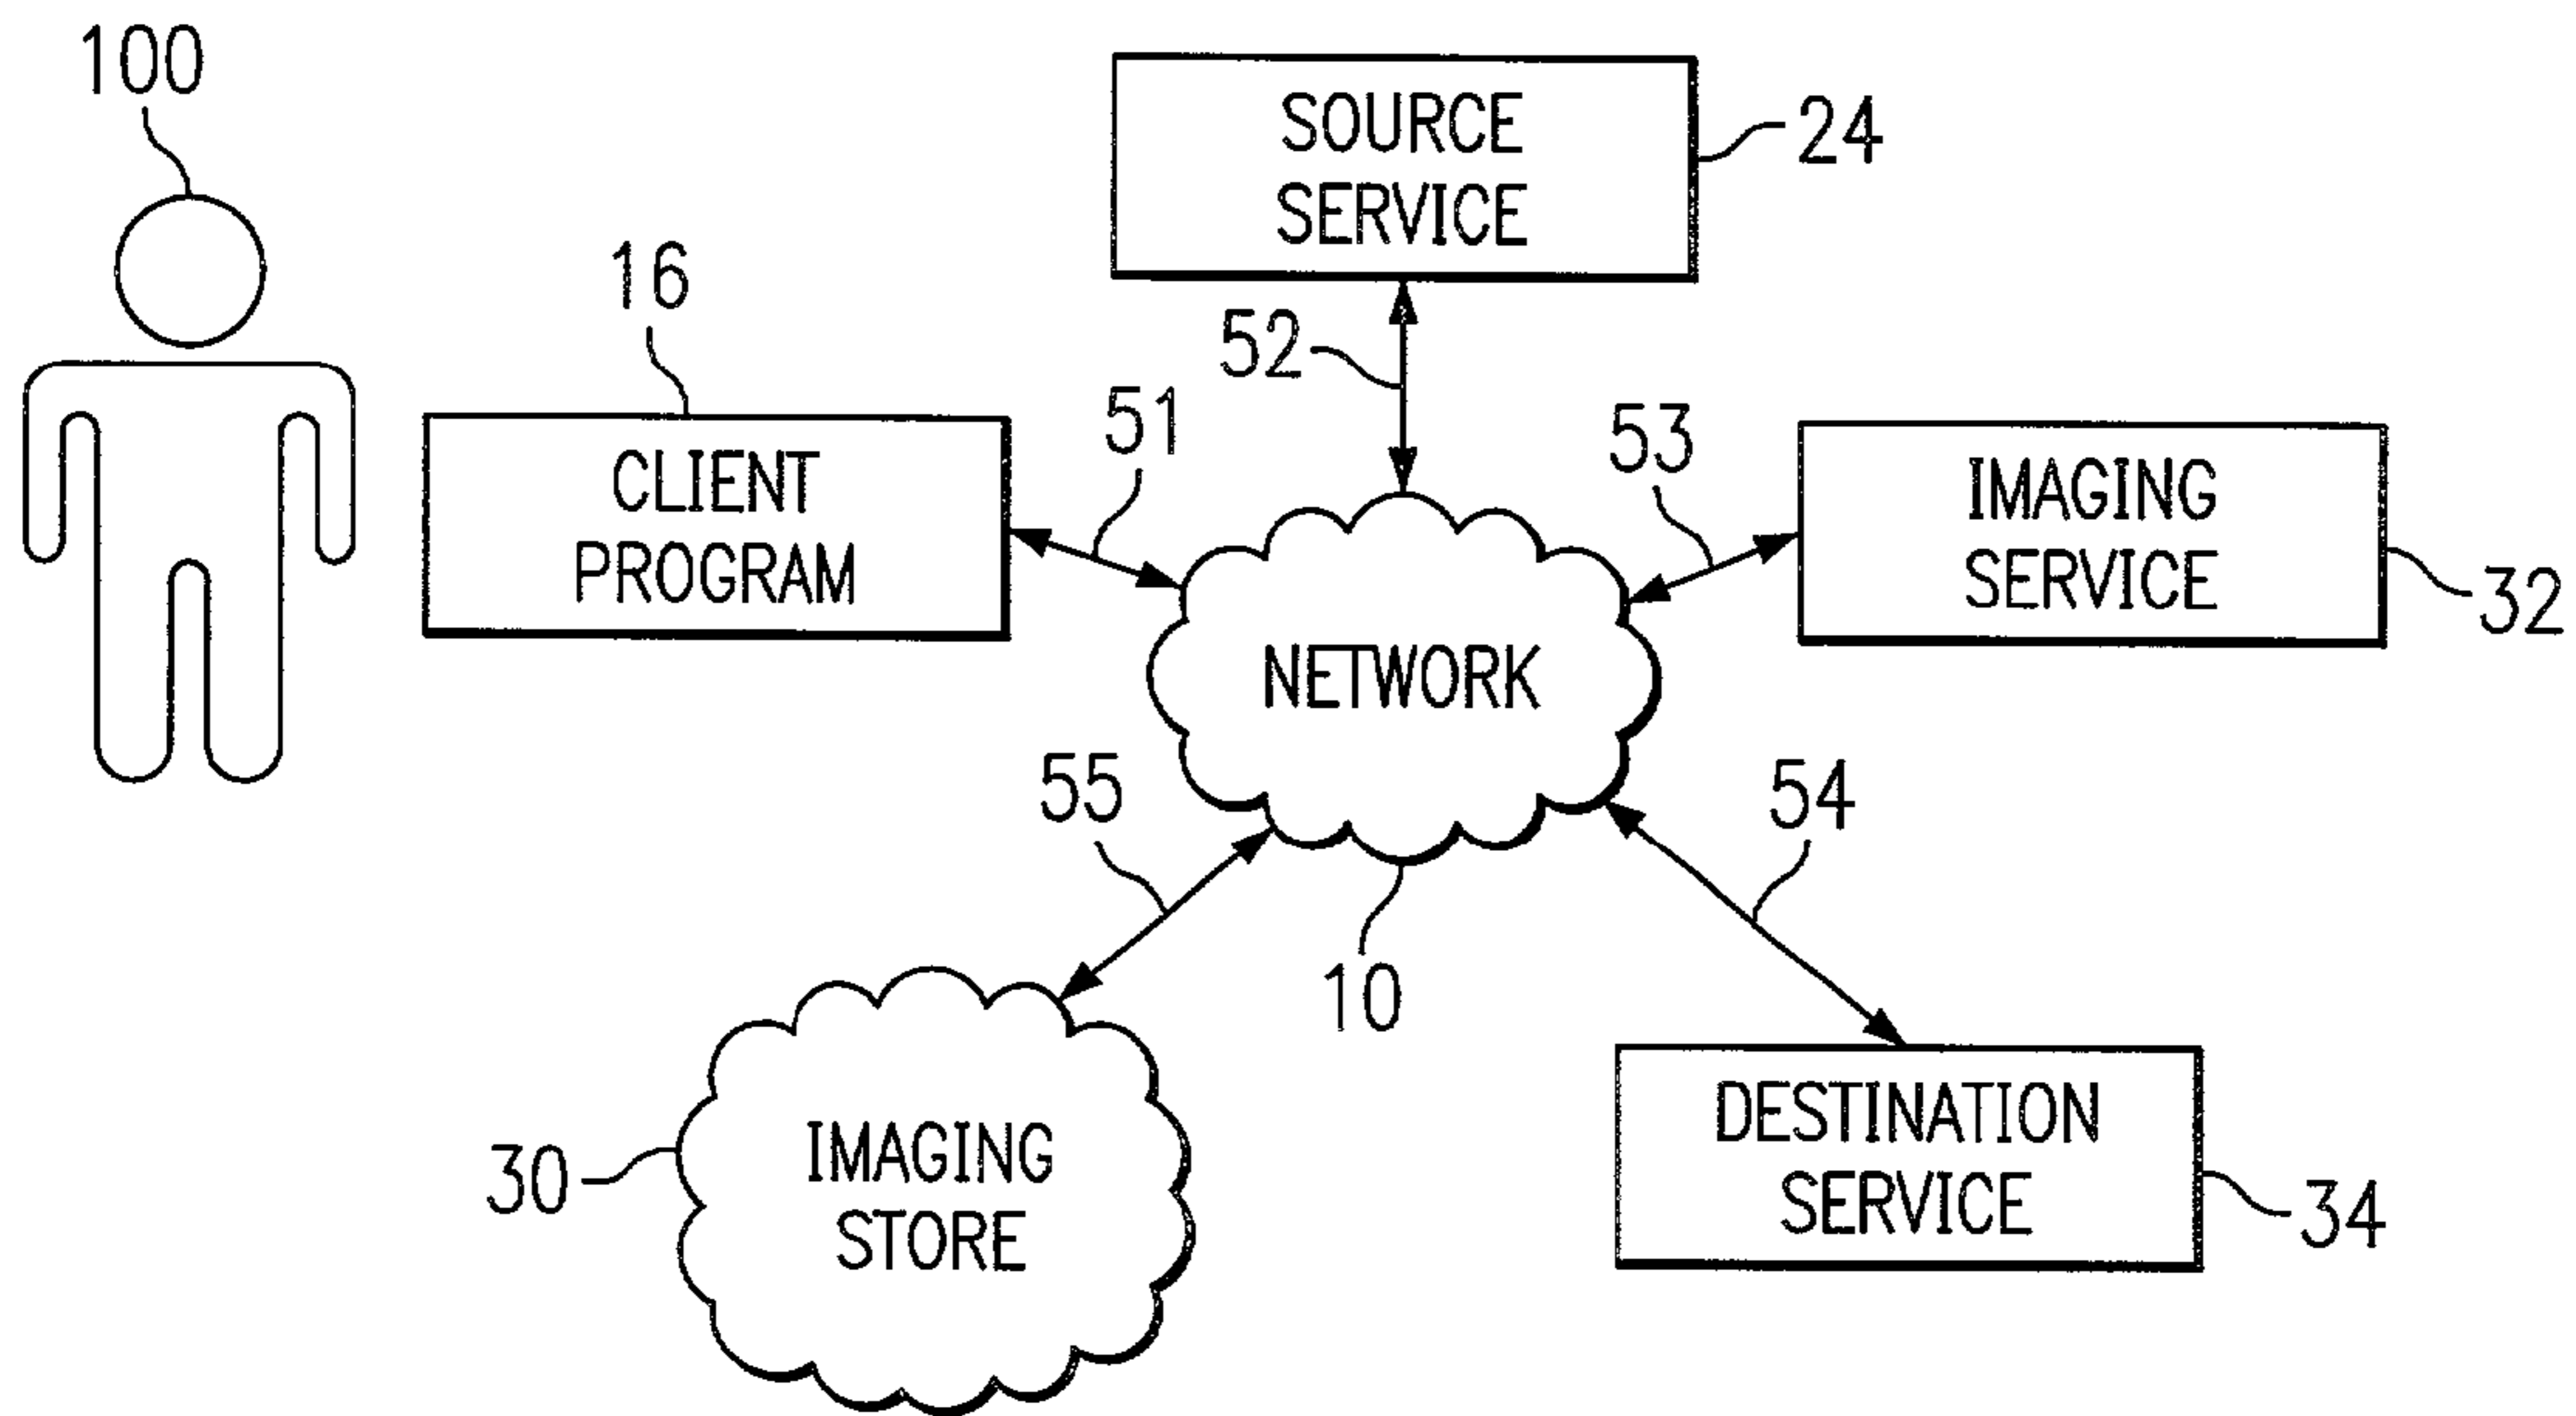 100
SOURCE
SERVICE
24
16
52
CLIENT
PROGRAM
51
53
IMAGING
SERVICE
32
NETWORK
55
54
10
IMAGING
STORE
30
DESTINATION
SERVICE
34